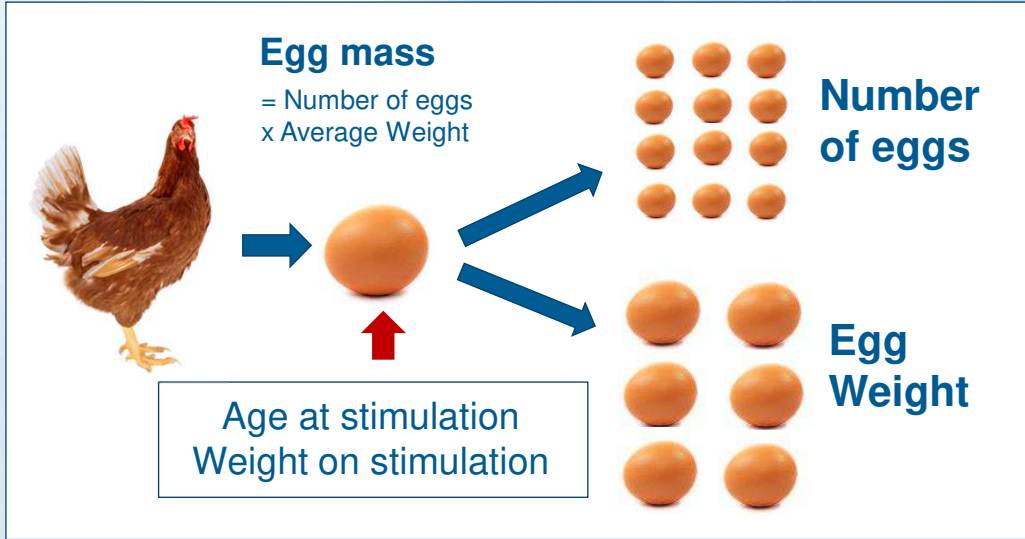 Egg mass
= Number of eggs
x Average Weight
Number
of eggs
Egg
Weight
Age at stimulation
Weight on stimulation